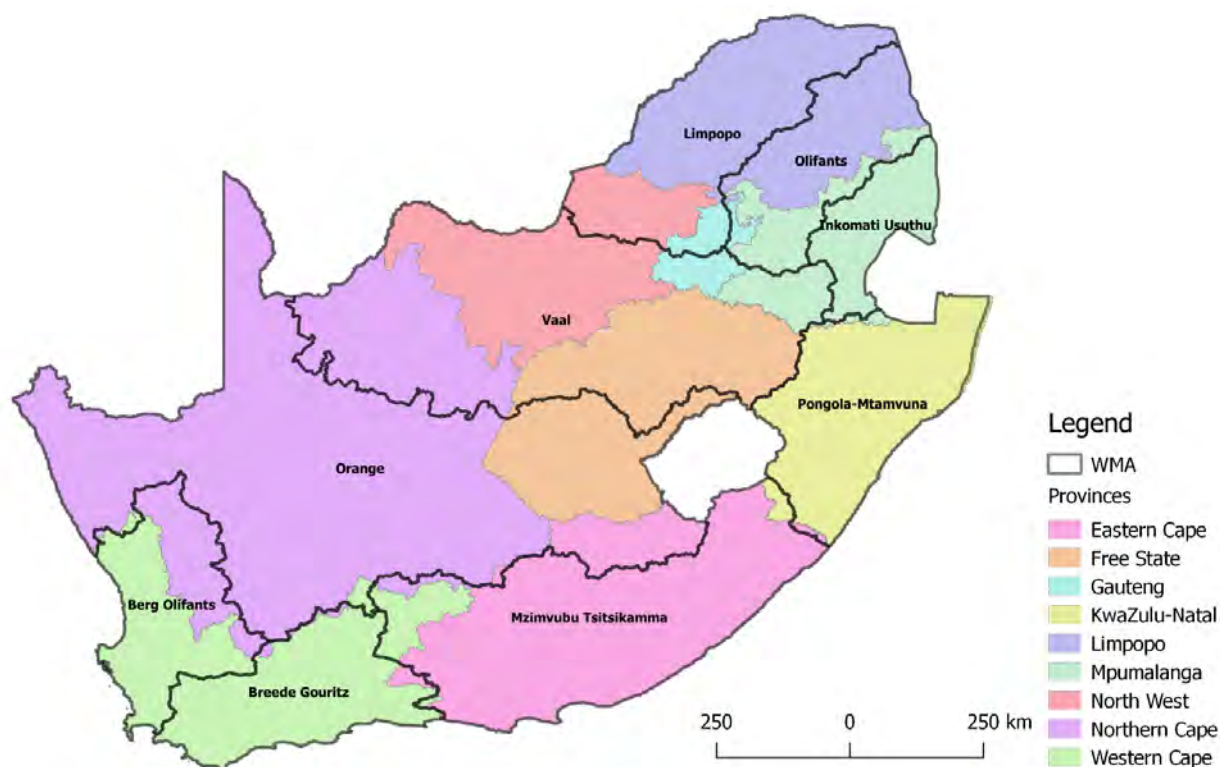 Limpopo
Olifants
Inkomati Usuthu
Vaal
Pongola-Mtamvuna
Orange
Berg Olifants
Mzimvubu Tsitsikamma
Breede Gouritz
Legend
WMA
Provinces
Eastern Cape
Free State
Gauteng
KwaZulu-Natal
Limpopo
Mpumalanga
North West
Northern Cape
Western Cape
250 0 250 km